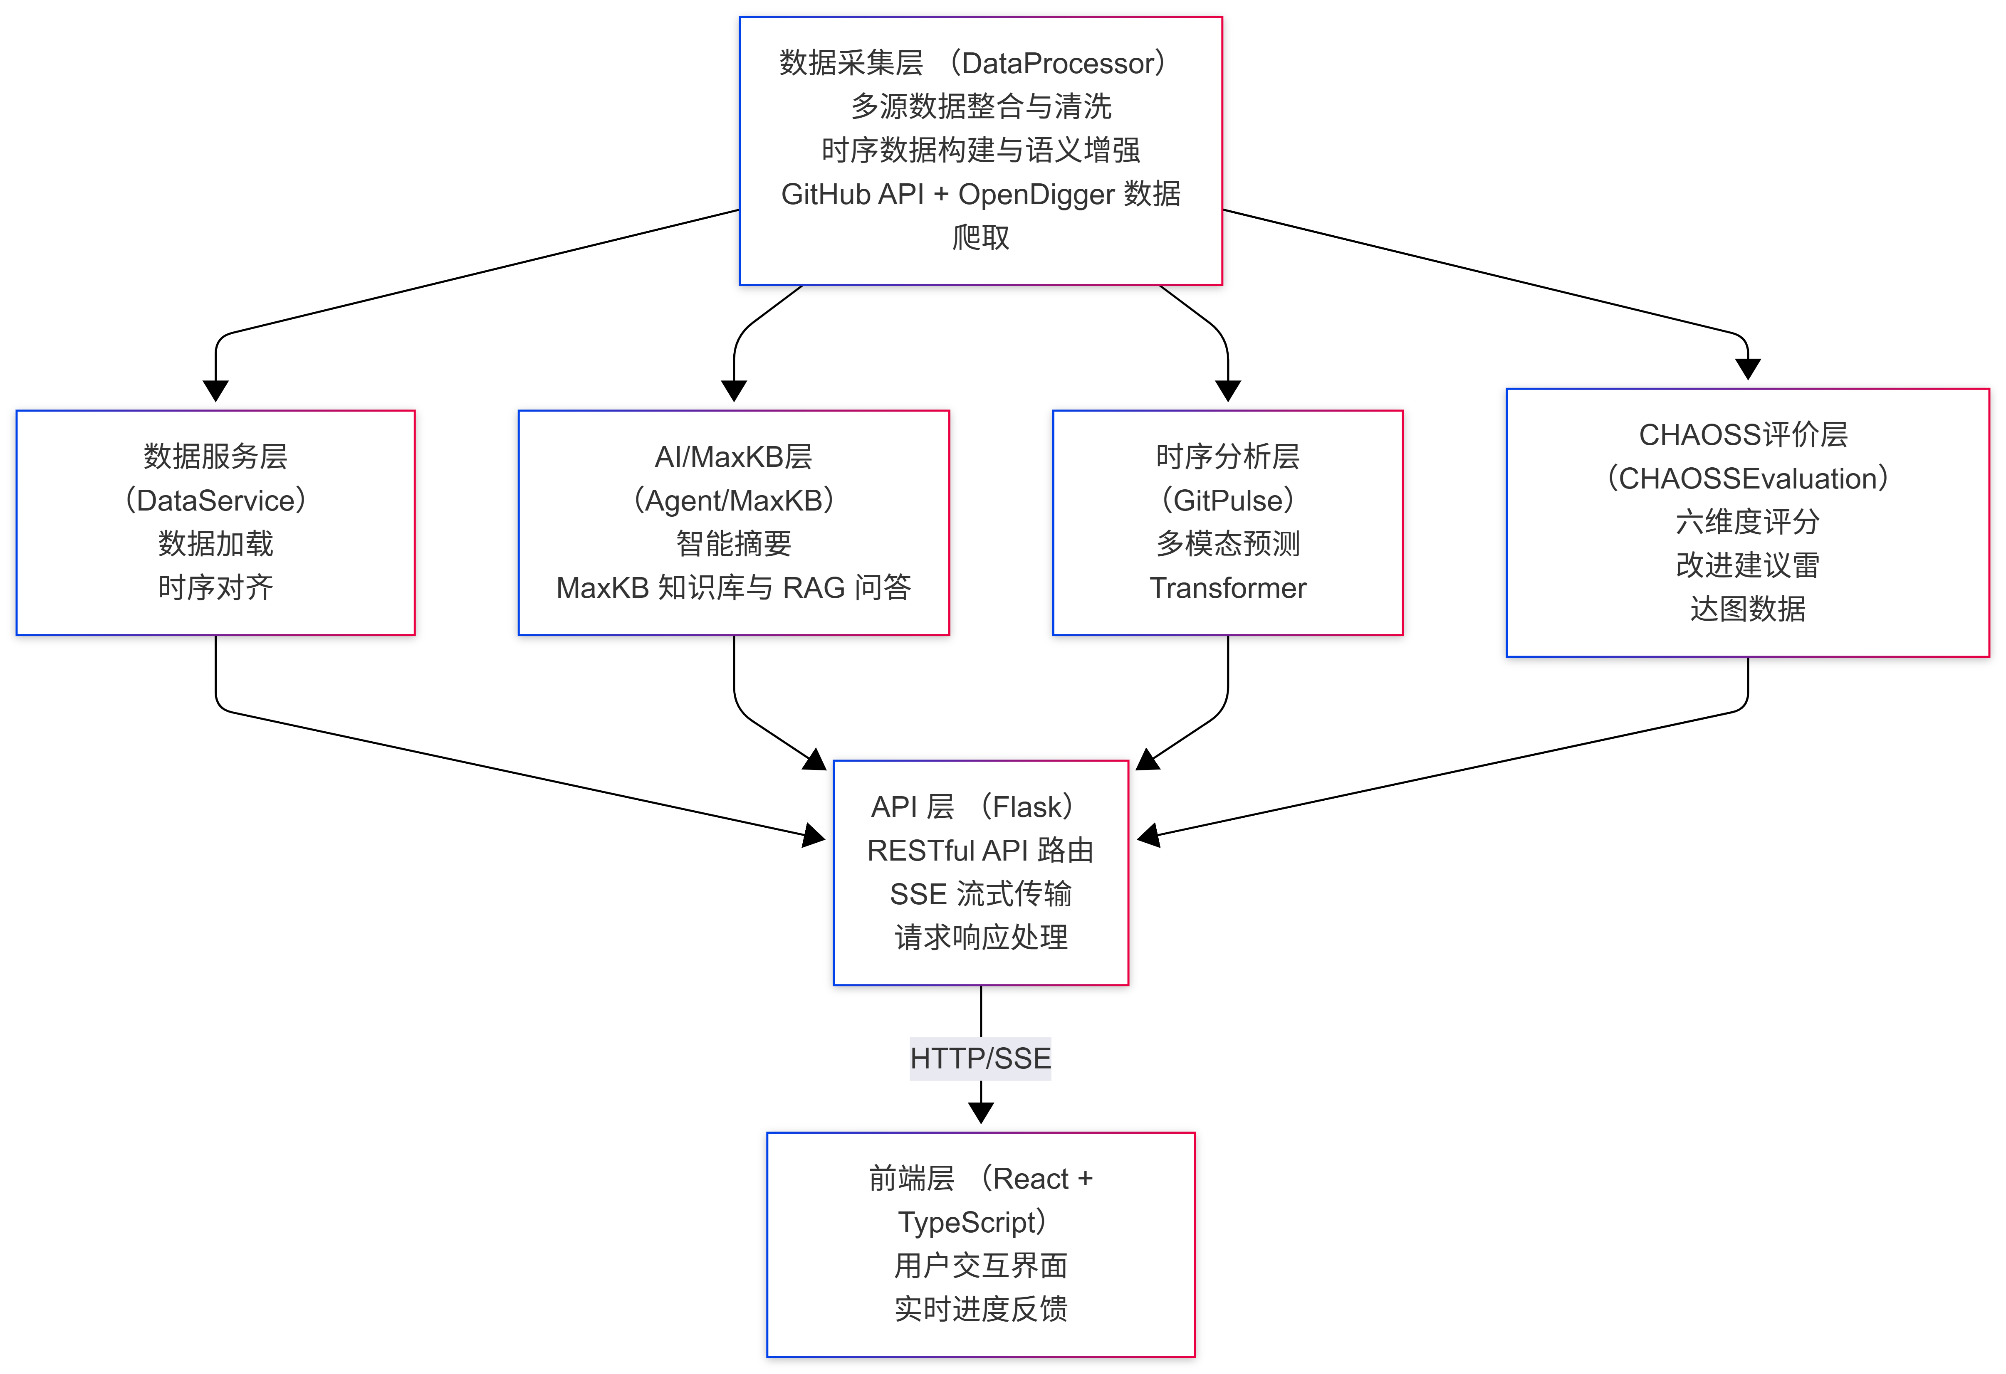 数据采集层 （DataProcessor）
多源数据整合与清洗
时序数据构建与语义增强
GitHub API + OpenDigger 数据
爬取
数据服务层
（DataService）
数据加载
时序对齐
AI/MaxKB层
（Agent/MaxKB）
智能摘要
MaxKB 知识库与 RAG 问答
时序分析层
（GitPulse）
多模态预测
Transformer
CHAOSS评价层
（CHAOSSEvaluation）
六维度评分
改进建议雷
达图数据
API 层 （Flask）
RESTful API 路由
SSE 流式传输
请求响应处理
HTTP/SSE
前端层 （React +
TypeScript）
用户交互界面
实时进度反馈